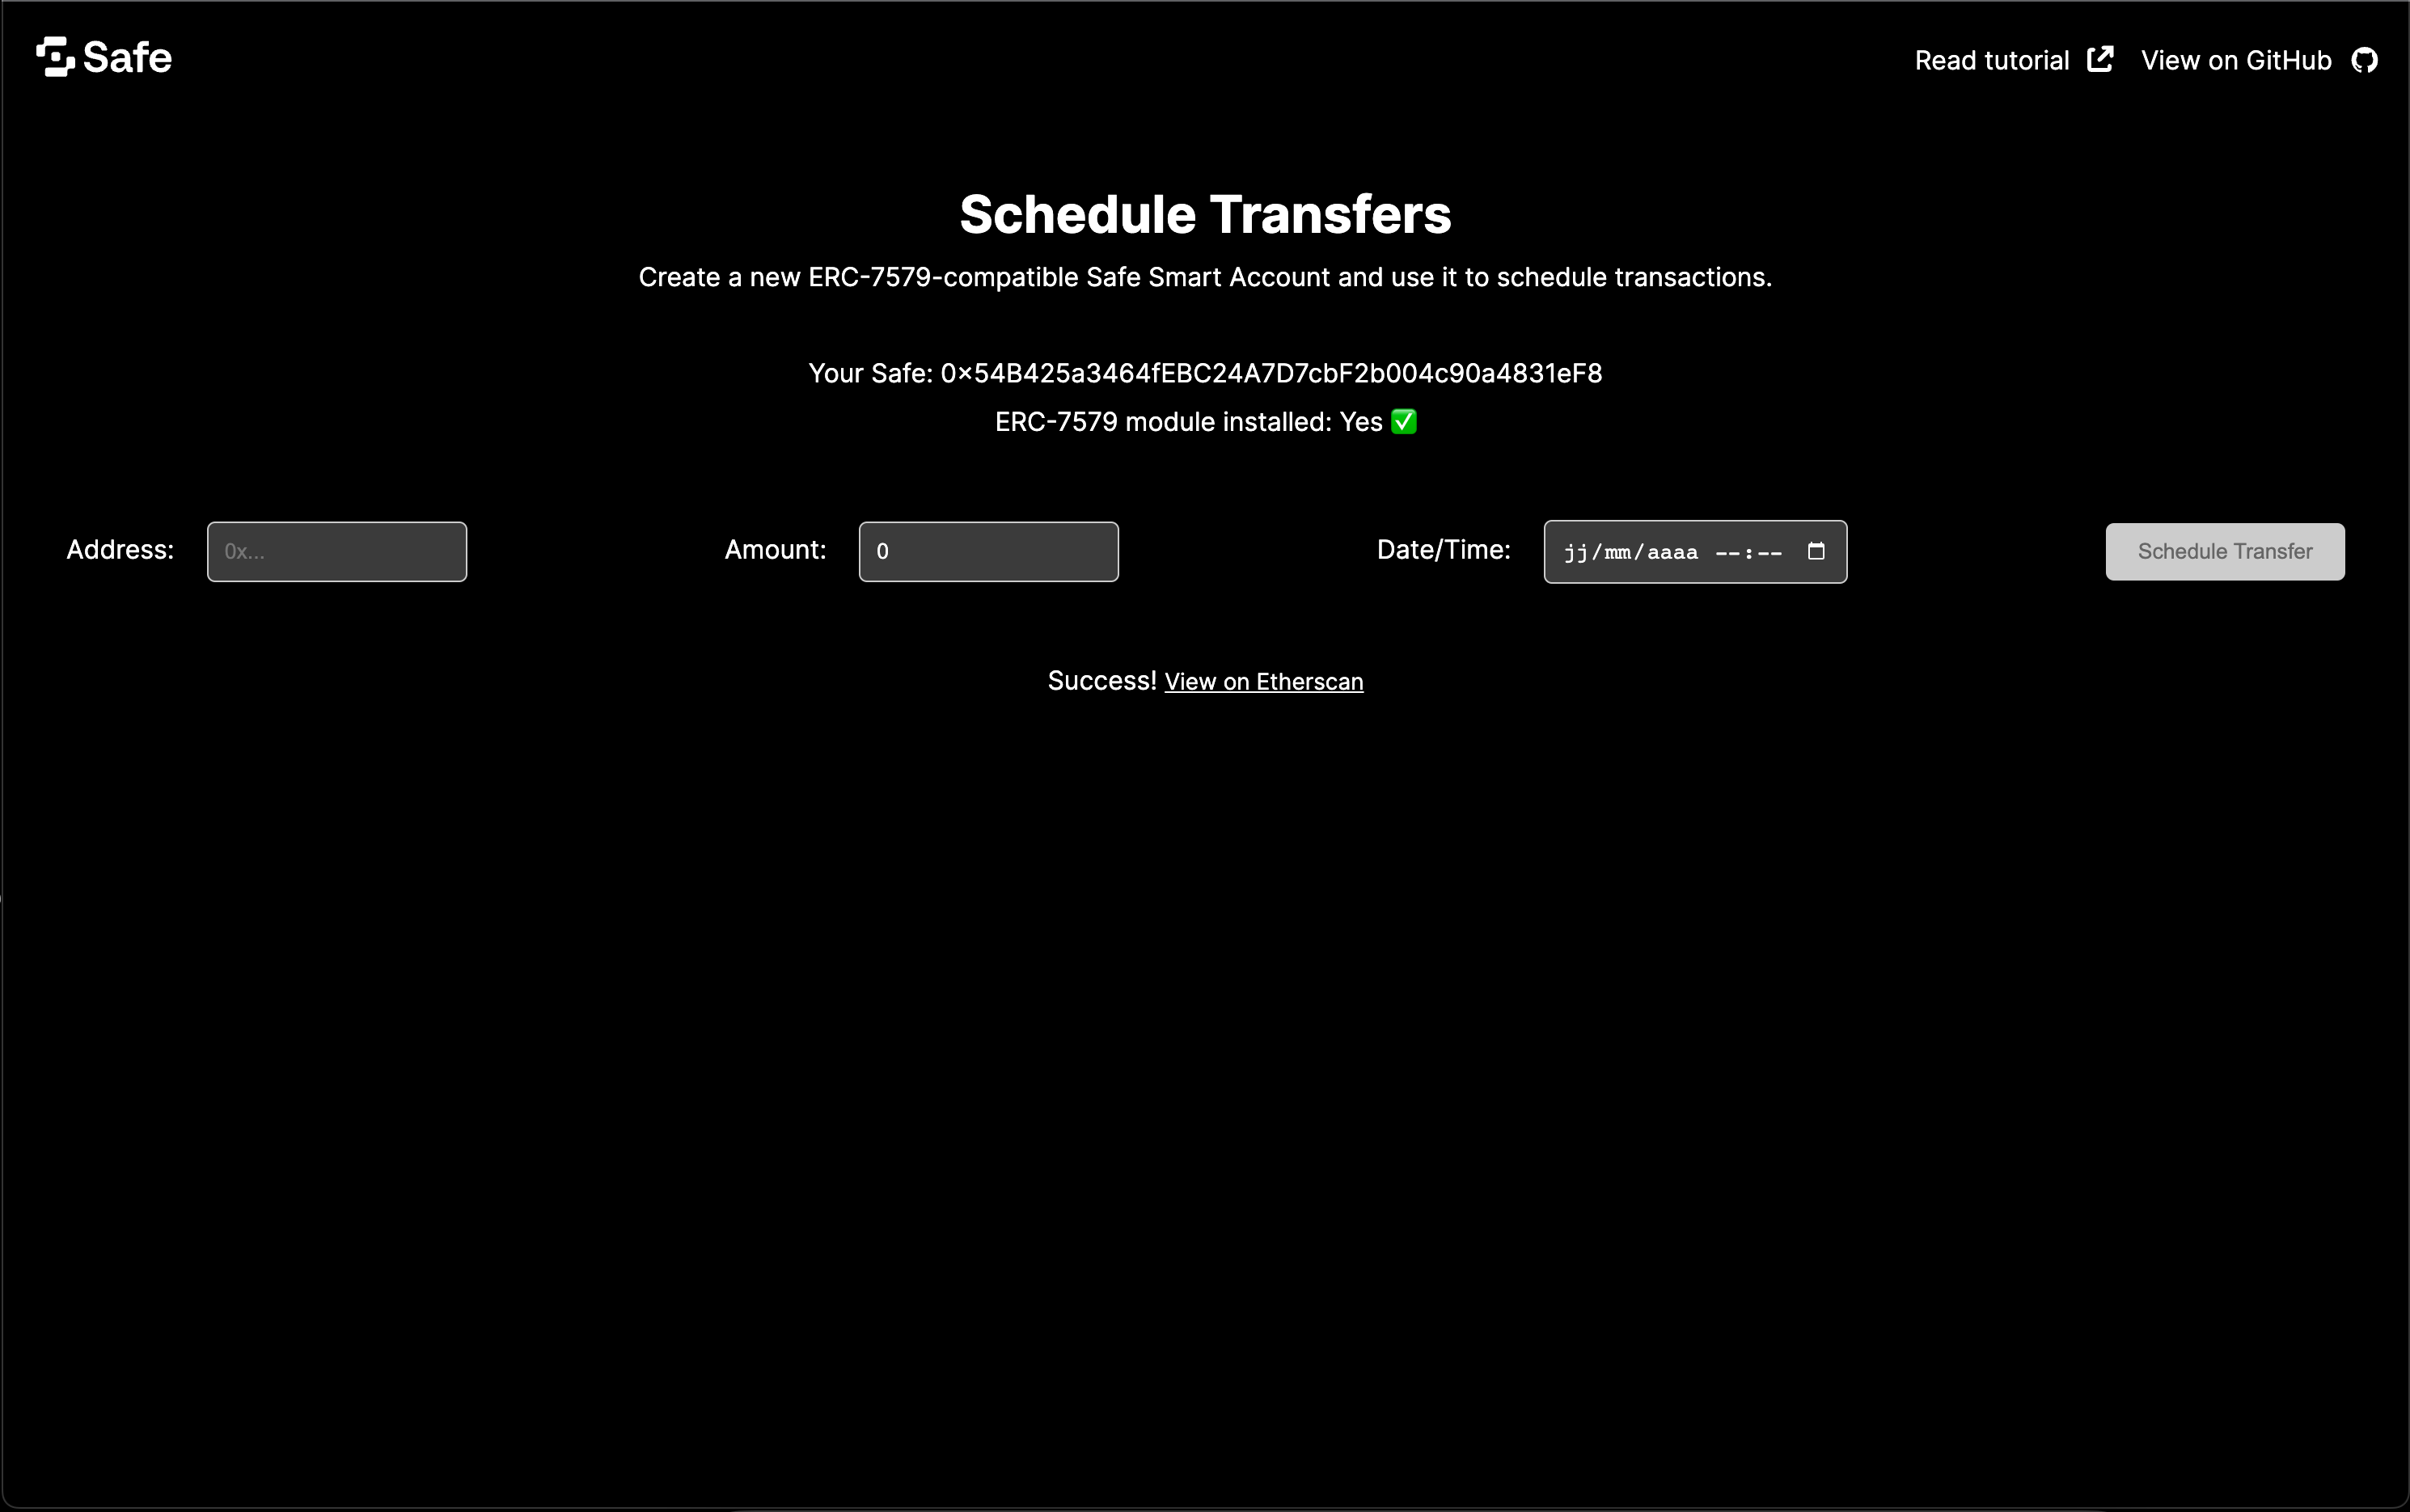 Safe
Read tutorial View on GitHub
Schedule Transfers
Create a new ERC-7579-compatible Safe Smart Account and use it to schedule transactions.
Your Safe: 0x54B425a3464fEBC24A7D7cbF2b004c90a4831eF8
ERC-7579 module installed: Yes ✅
Address: 0x... Amount: 0 Date/Time: jj/mm/aaaa --:-- Schedule Transfer
Success! View on Etherscan